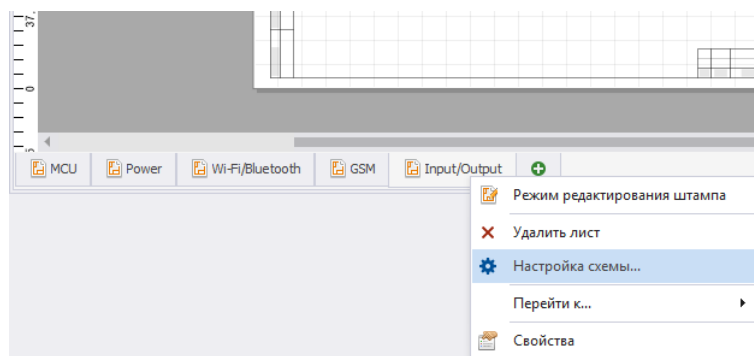 37,
0
MCU
Power
Wi-Fi/Bluetooth
GSM
Input/Output
Режим редактирования штампа
Удалить лист
Настройка схемы...
Перейти к...
Свойства